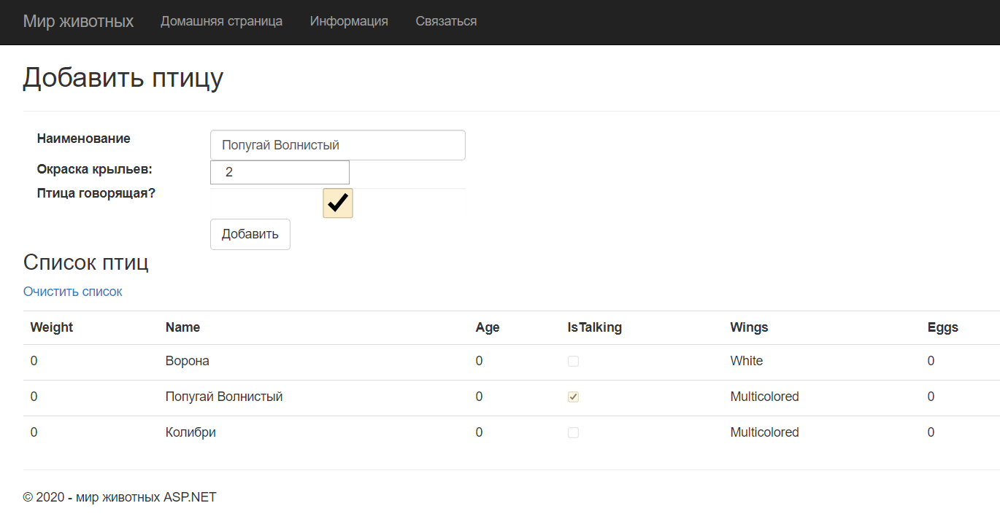 Мир животных Домашняя страница Информация Связаться
Добавить птицу
Наименование Попугай Волнистый
Окраска крыльев: 2
Птица говорящая?
Добавить
Список птиц
Очистить список
Weight Name Age IsTalking Wings Eggs
0 Ворона 0 White 0
0 Попугай Волнистый 0 Multicolored 0
0 Колибри 0 Multicolored 0
© 2020 - мир животных ASP.NET